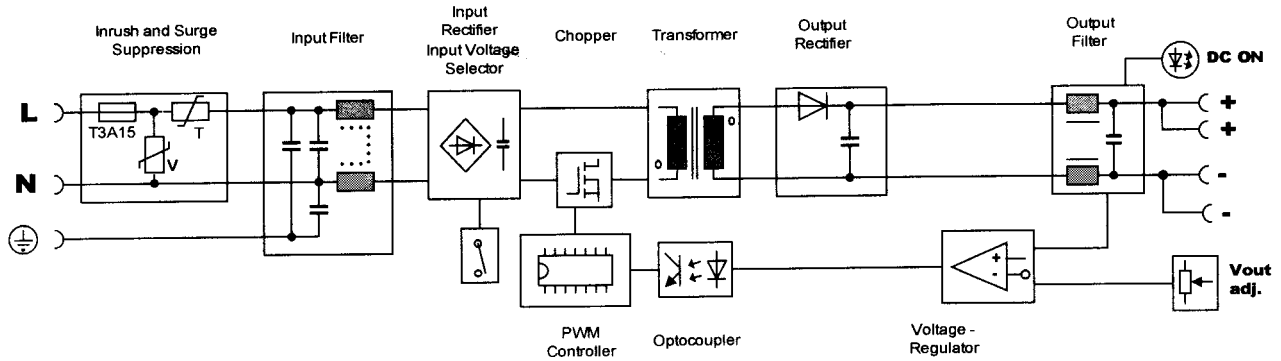 Inrush and Surge
Suppression
Input Filter
Input
Rectifier
Input Voltage
Selector
Chopper
Transformer
Output
Rectifier
Output
Filter
DC ON
L
T3A15
T
V
N
+
+
-
-
+
-
Vout
adj.
PWM
Controller
Optocoupler
Voltage -
Regulator